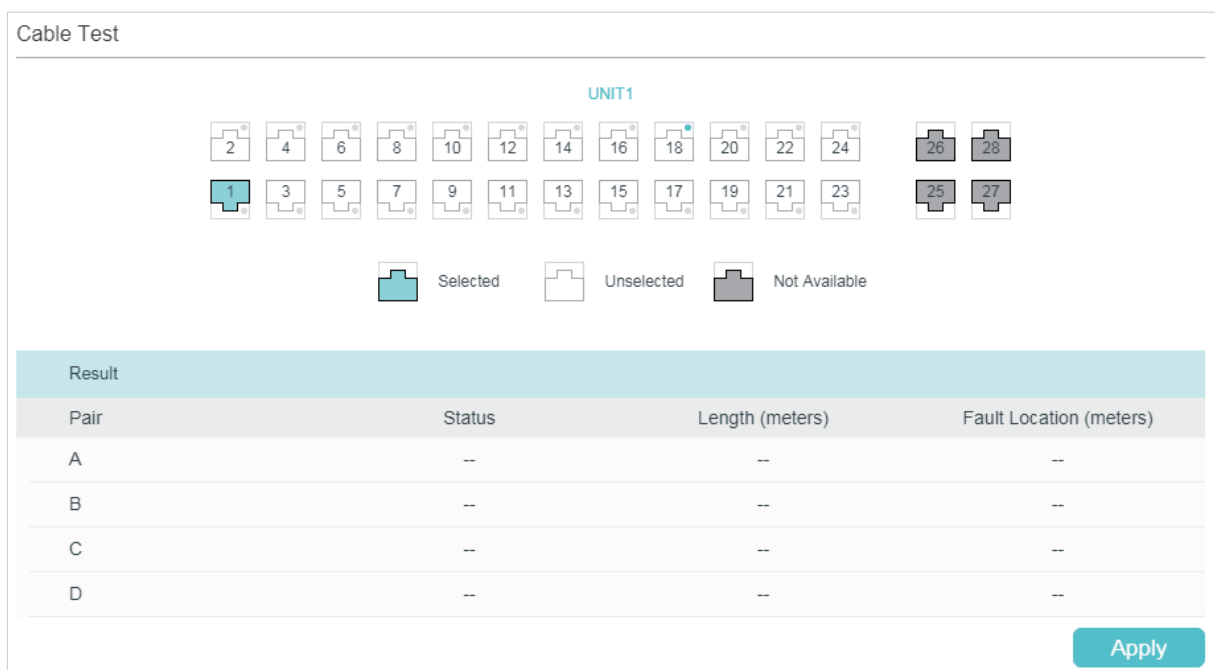 Cable Test
UNIT1
2 4 6 8 10 12 14 16 18 20 22 24 26 28
1 3 5 7 9 11 13 15 17 19 21 23 25 27
Selected Unselected Not Available
Result
Pair Status Length (meters) Fault Location (meters)
A -- -- --
B -- -- --
C -- -- --
D -- -- --
Apply